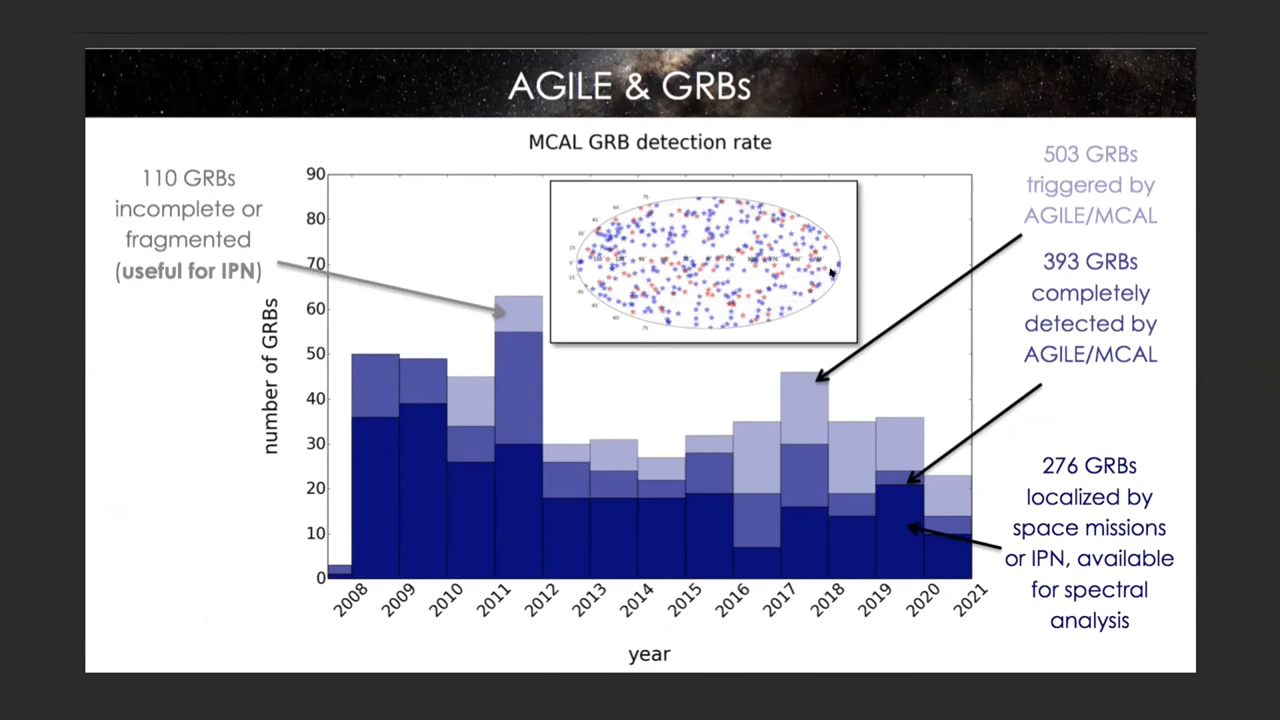 AGILE & GRBs
MCAL GRB detection rate
110 GRBs
incomplete or
fragmented
(useful for IPN)
503 GRBs
triggered by
AGILE/MCAL
393 GRBs
completely
detected by
AGILE/MCAL
276 GRBs
localized by
space missions
or IPN, available
for spectral
analysis
number of GRBs
90
80
70
60
50
40
30
20
10
0
2008
2009
2010
2011
2012
2013
2014
2015
2016
2017
2018
2019
2020
2021
year